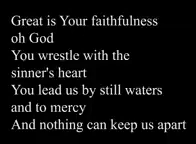 Great is Your faithfulness
oh God
You wrestle with the
sinner's heart
You lead us by still waters
and to mercy
And nothing can keep us apart